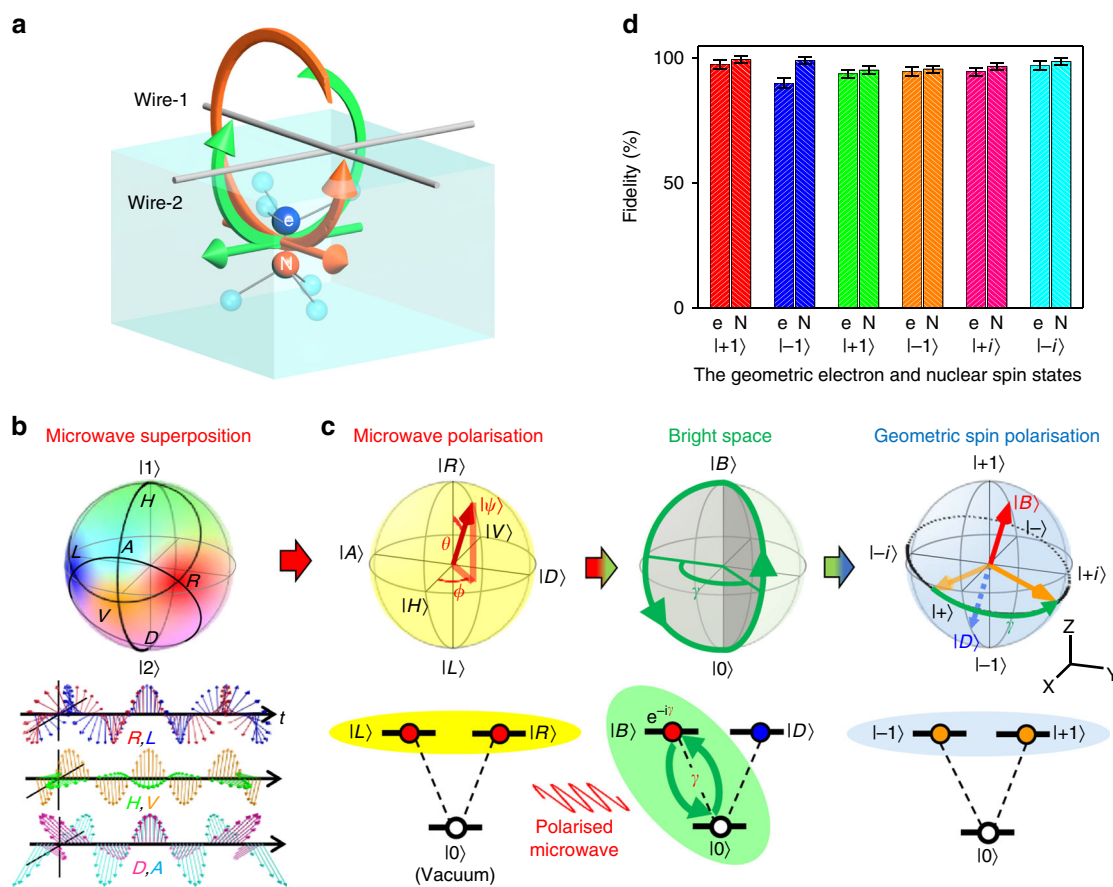 a
Wire-1
Wire-2
e
N
d
100
50
0
Fidelity (%)
e N e N e N e N e N e N
|+1⟩ |−1⟩ |+1⟩ |−1⟩ |+i⟩ |−i⟩
The geometric electron and nuclear spin states
b
Microwave superposition
|1⟩
H
L
A
R
V
D
|2⟩
t
R,L
H,V
D,A
c
Microwave polarisation
|R⟩
|ψ⟩
θ
|V⟩
|A⟩
|D⟩
ϕ
|H⟩
|L⟩
Bright space
|B⟩
γ
|0⟩
Geometric spin polarisation
|+1⟩
|B⟩
|−⟩
|−i⟩
|+i⟩
|+⟩
γ
|D⟩
|−1⟩
Z
X
Y
|L⟩ |R⟩
|0⟩
(Vacuum)
Polarised
microwave
e−iγ
|B⟩ |D⟩
γ
|0⟩
|−1⟩ |+1⟩
|0⟩